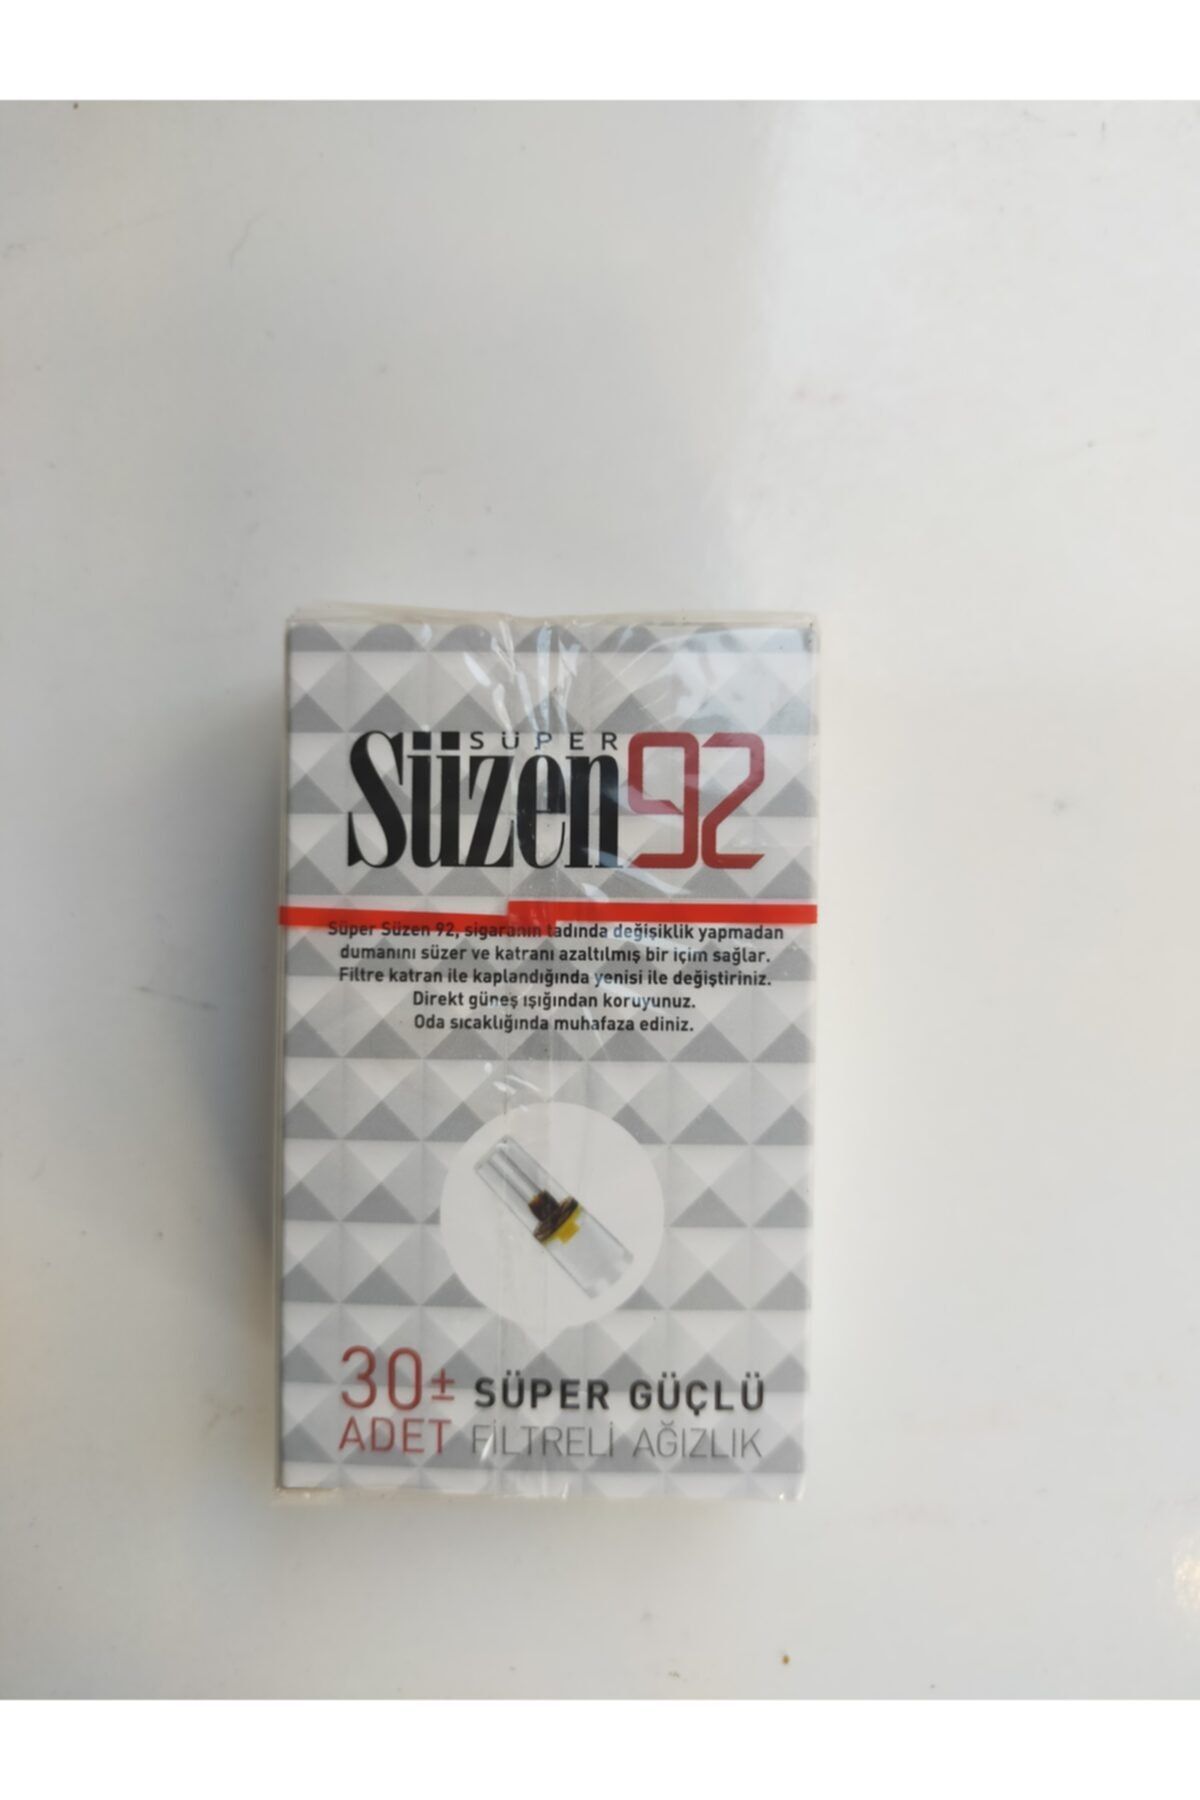 SÜPER
Süzen92
Süper Süzen 92, sigaranın tadında değişiklik yapmadan
dumanını süzer ve katranı azaltılmış bir içim sağlar.
Filtre katran ile kaplandığında yenisi ile değiştiriniz.
Direkt güneş ışığından koruyunuz.
Oda sıcaklığında muhafaza ediniz.
30± SÜPER GÜÇLÜ
ADET FİLTRELİ AĞIZLIK